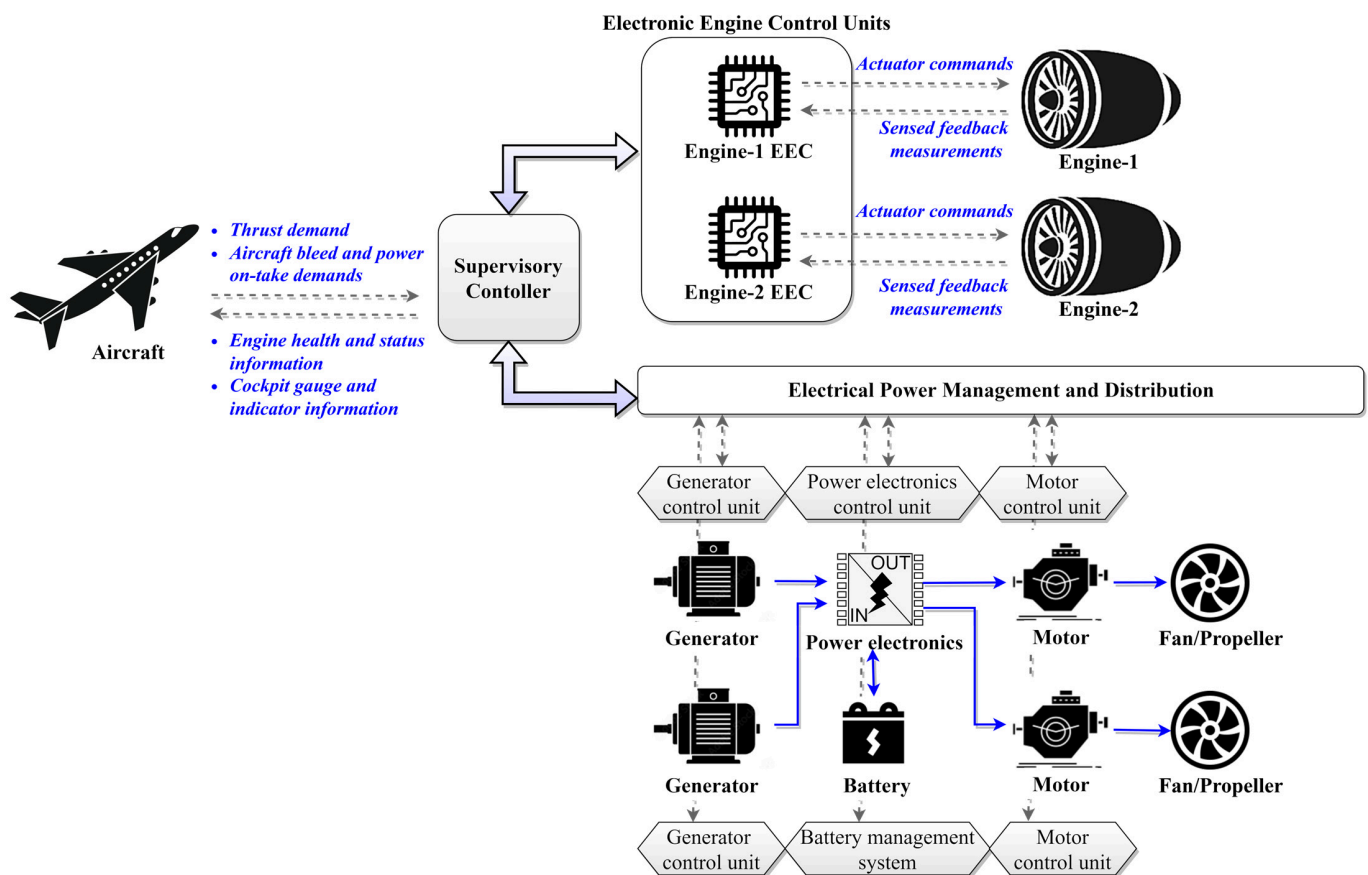 Electronic Engine Control Units
Actuator commands
Sensed feedback
measurements
Engine-1 EEC
Engine-1
Actuator commands
Sensed feedback
measurements
Engine-2 EEC
Engine-2
• Thrust demand
• Aircraft bleed and power
on-take demands
Supervisory
Contoller
Aircraft
• Engine health and status
information
• Cockpit gauge and
indicator information
Electrical Power Management and Distribution
Generator
control unit
Power electronics
control unit
Motor
control unit
OUT
IN
Generator
Power electronics
Motor
Fan/Propeller
Generator
Battery
Motor
Fan/Propeller
Generator
control unit
Battery management
system
Motor
control unit